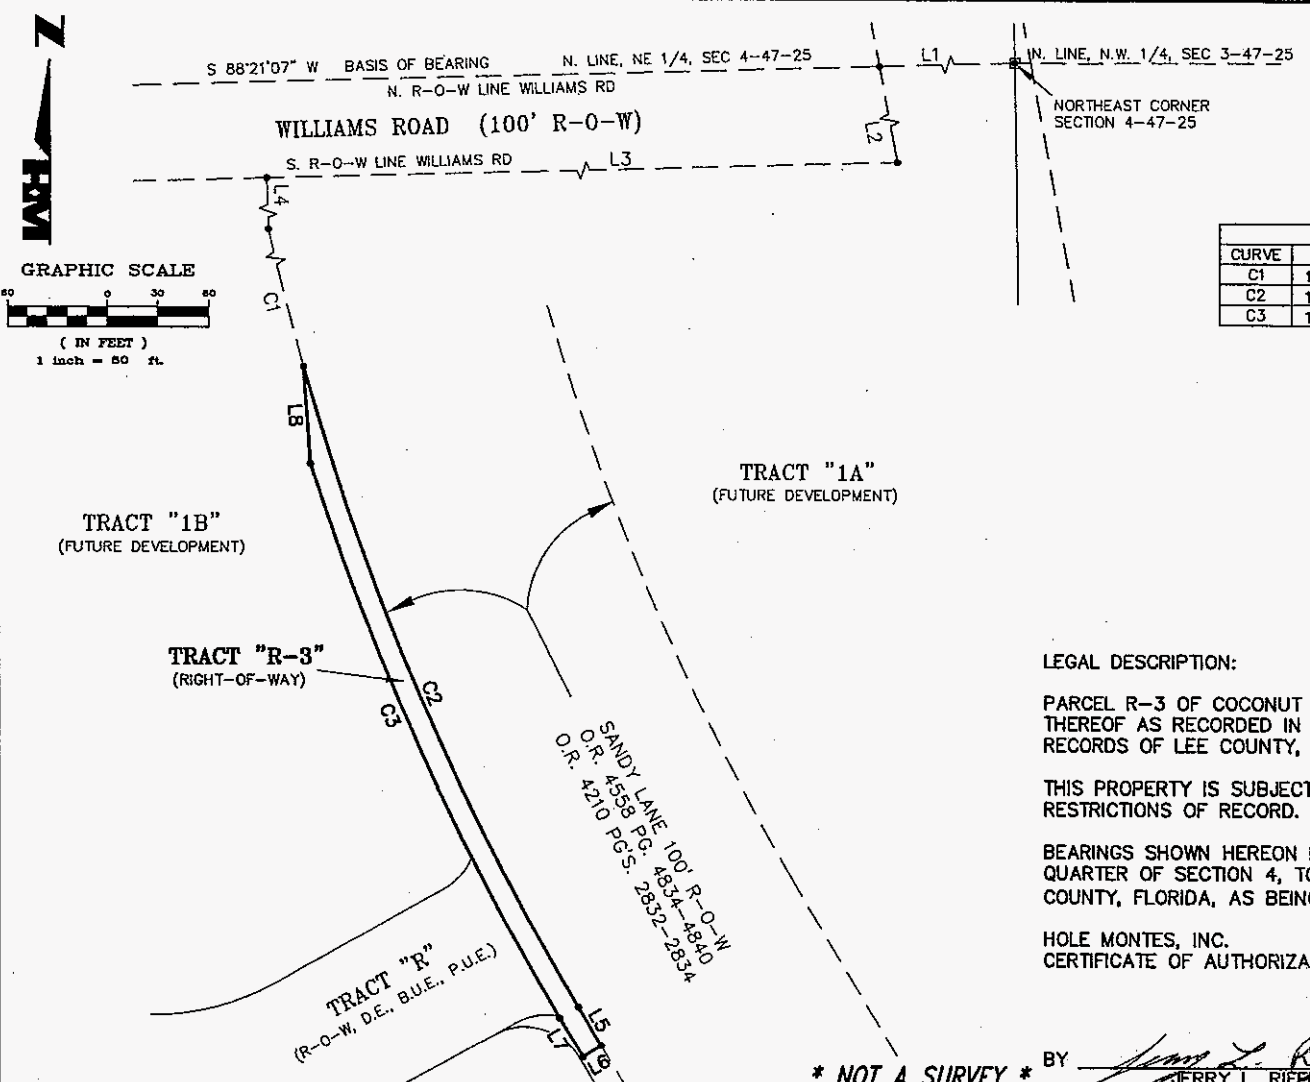 S 88°21'07" W BASIS OF BEARING N. LINE, NE 1/4, SEC 4-47-25 L1 N. LINE, N.W. 1/4, SEC 3-47-25
N. R-O-W LINE WILLIAMS RD
NORTHEAST CORNER
SECTION 4-47-25
WILLIAMS ROAD (100' R-O-W)
L2
S. R-O-W LINE WILLIAMS RD L3
L4
Z
HM
GRAPHIC SCALE
60 0 30 60
( IN FEET )
1 inch = 60 ft.
C1
CURVE
C1 1
C2 1
C3 1
L8
TRACT "1A"
(FUTURE DEVELOPMENT)
TRACT "1B"
(FUTURE DEVELOPMENT)
TRACT "R-3"
(RIGHT-OF-WAY)
C2
C3
SANDY LANE 100' R-O-W
O.R. 4558 PG. 4834-4840
O.R. 4210 PG'S. 2832-2834
LEGAL DESCRIPTION:
PARCEL R-3 OF COCONUT
THEREOF AS RECORDED IN
RECORDS OF LEE COUNTY,
THIS PROPERTY IS SUBJECT
RESTRICTIONS OF RECORD.
BEARINGS SHOWN HEREON
QUARTER OF SECTION 4,
COUNTY, FLORIDA, AS
HOLE MONTES, INC.
CERTIFICATE OF
TRACT "R"
(R-O-W, D.E., B.U.E., P.U.E.)
L5
L7
L6
* NOT A SURVEY *
BY
JERRY L.